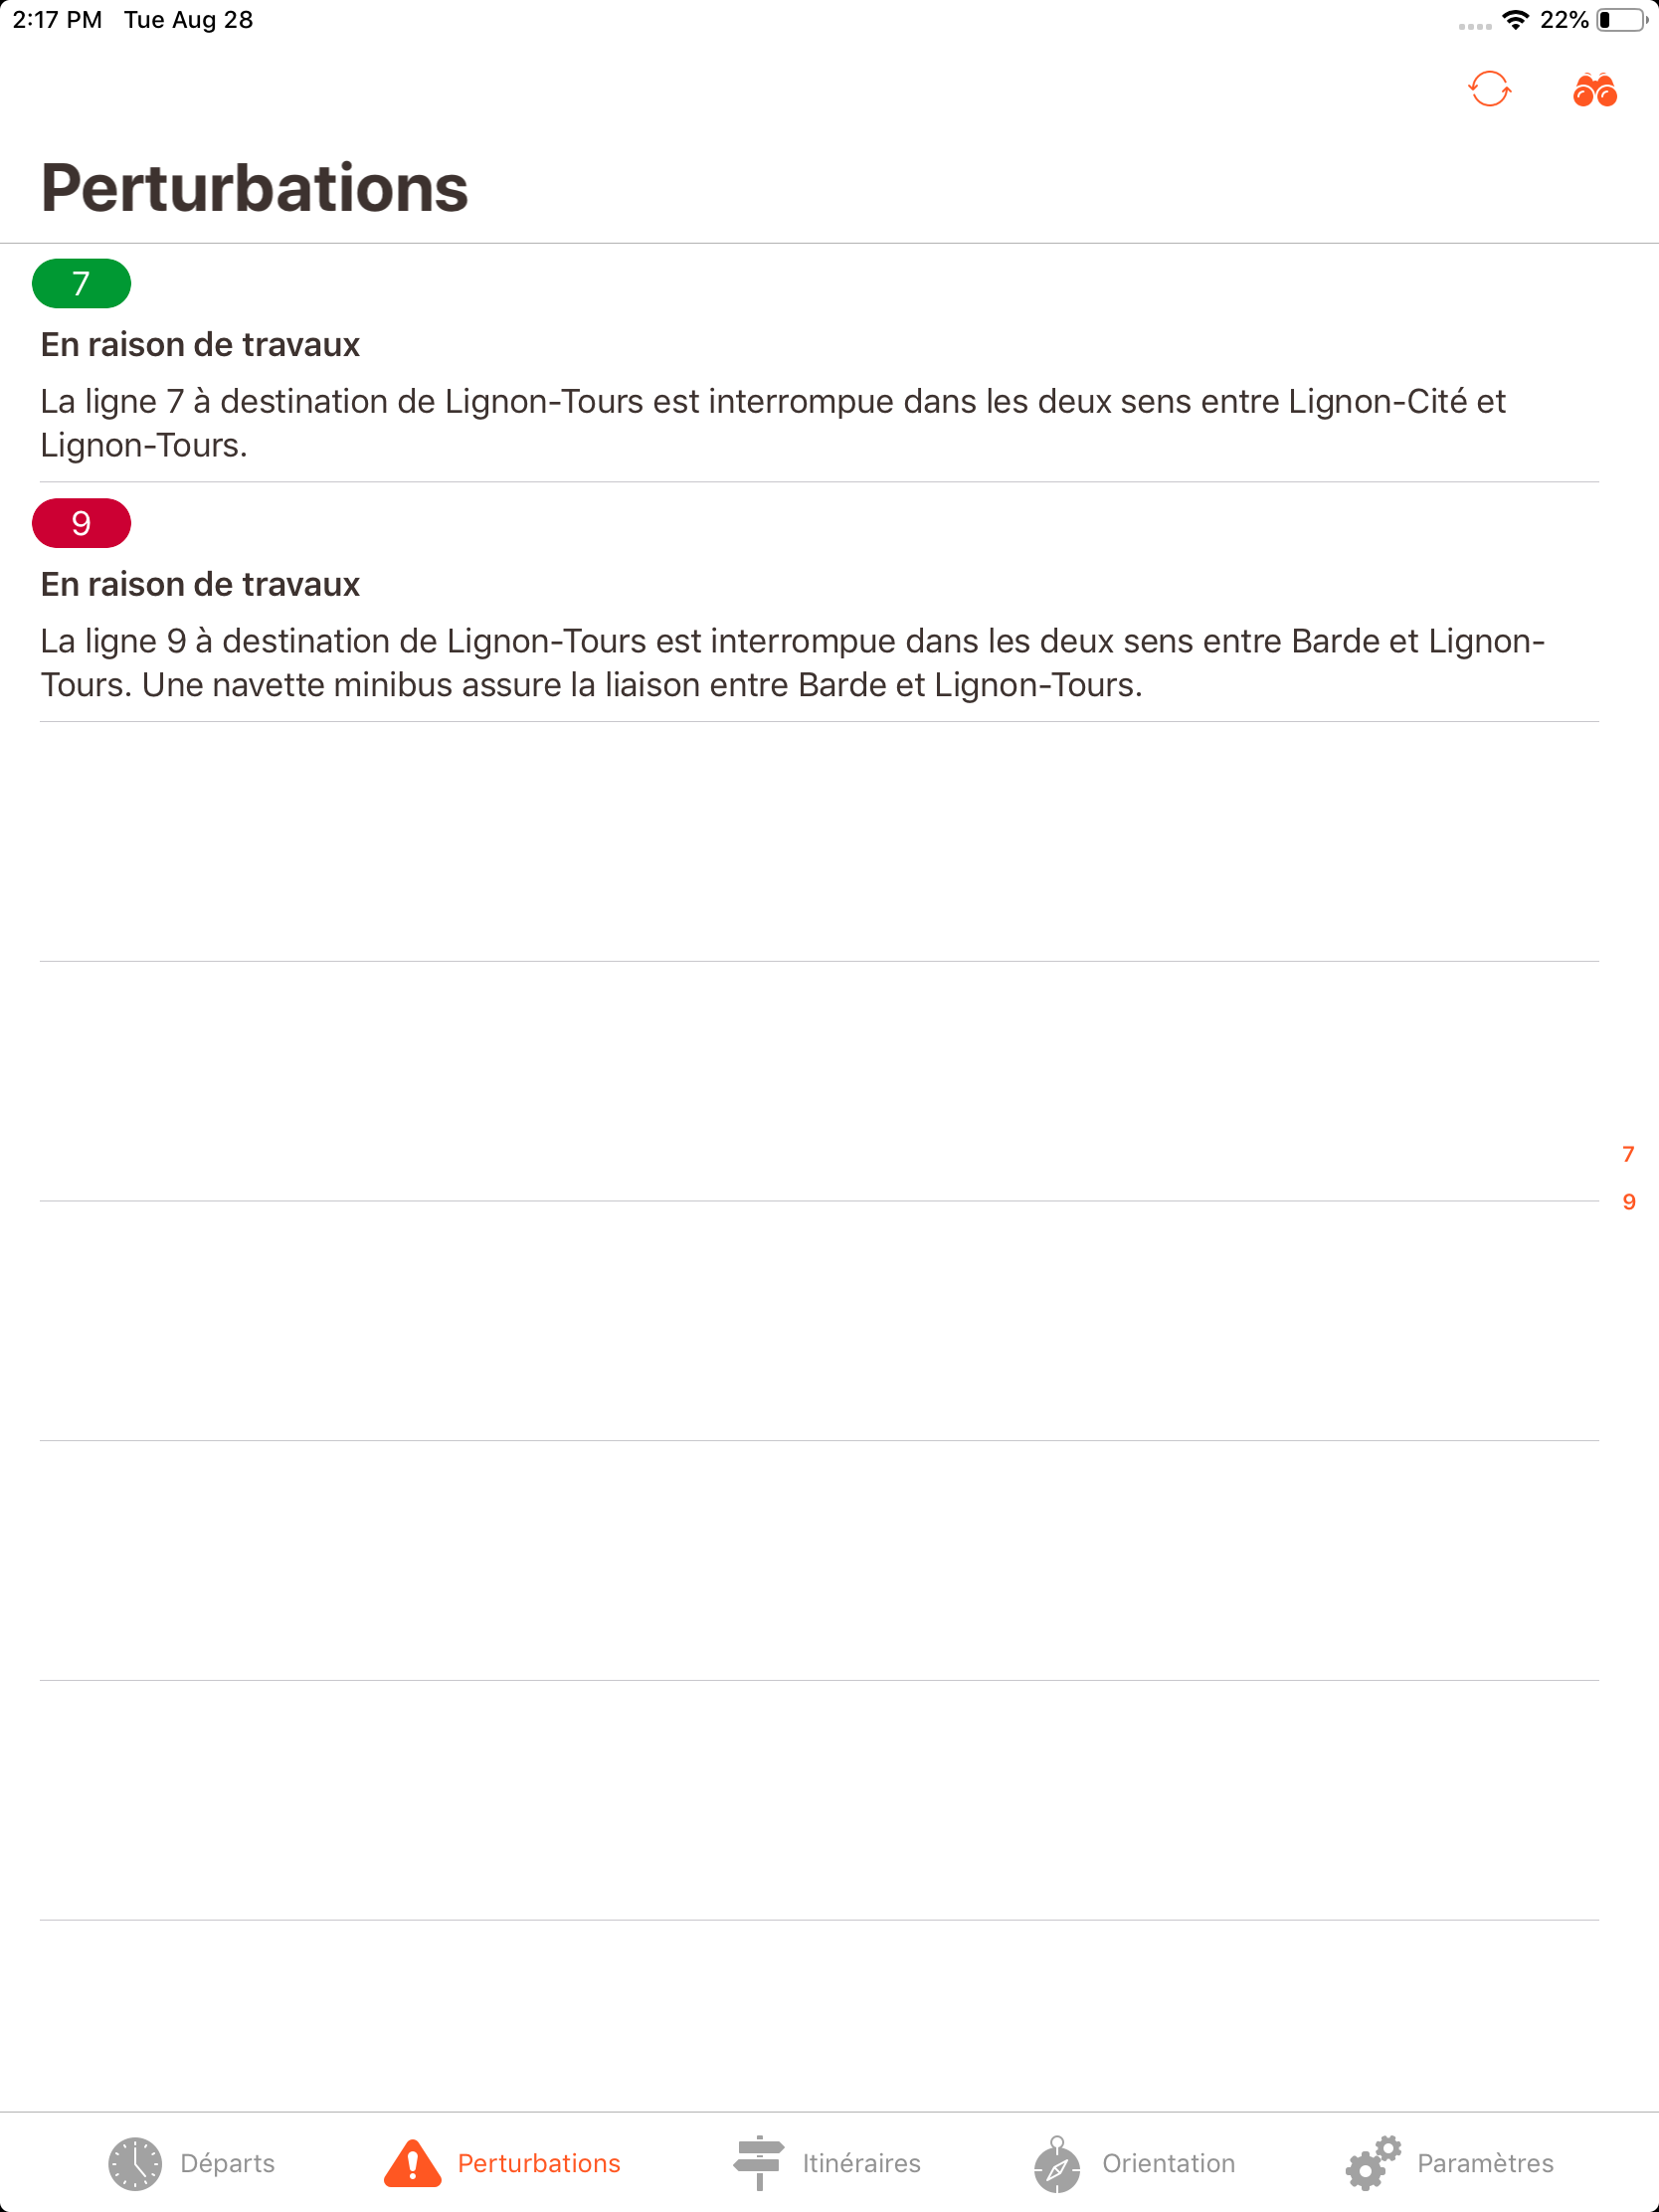 2:17 PM Tue Aug 28 22%
Perturbations
7
En raison de travaux
La ligne 7 à destination de Lignon-Tours est interrompue dans les deux sens entre Lignon-Cité et
Lignon-Tours.
9
En raison de travaux
La ligne 9 à destination de Lignon-Tours est interrompue dans les deux sens entre Barde et Lignon-
Tours. Une navette minibus assure la liaison entre Barde et Lignon-Tours.
7
9
Départs Perturbations Itinéraires Orientation Paramètres